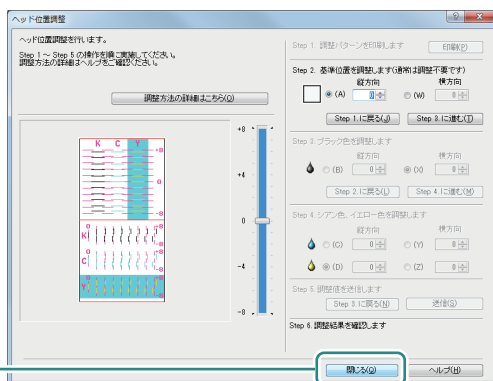 ヘッド位置調整
ヘッド位置調整を行います。
Step 1 ～ Step 5 の操作を順に実施してください。
調整方法の詳細はヘルプをご確認ください。
調整方法の詳細はこちら(O)
K C Y
+8
0
-8
K
0
-8
C
0
-8
Y
0
-8
+8
+4
0
-4
-8
Step 1. 調整パターンを印刷します
印刷(P)
Step 2. 基準位置を調整します(通常は調整不要です)
縦方向 横方向
(A) 0 (W) 0
Step 1.に戻る(J) Step 3.に進む(T)
Step 3. ブラック色を調整します
縦方向 横方向
(B) 0 (X) 0
Step 2.に戻る(L) Step 4.に進む(M)
Step 4. シアン色、イエロー色を調整します
縦方向 横方向
(C) 0 (Y) 0
(D) 0 (Z) 0
Step 5. 調整値を送信します
Step 3.に戻る(N) 送信(S)
Step 6. 調整結果を確認します
閉じる(Q) ヘルプ(H)